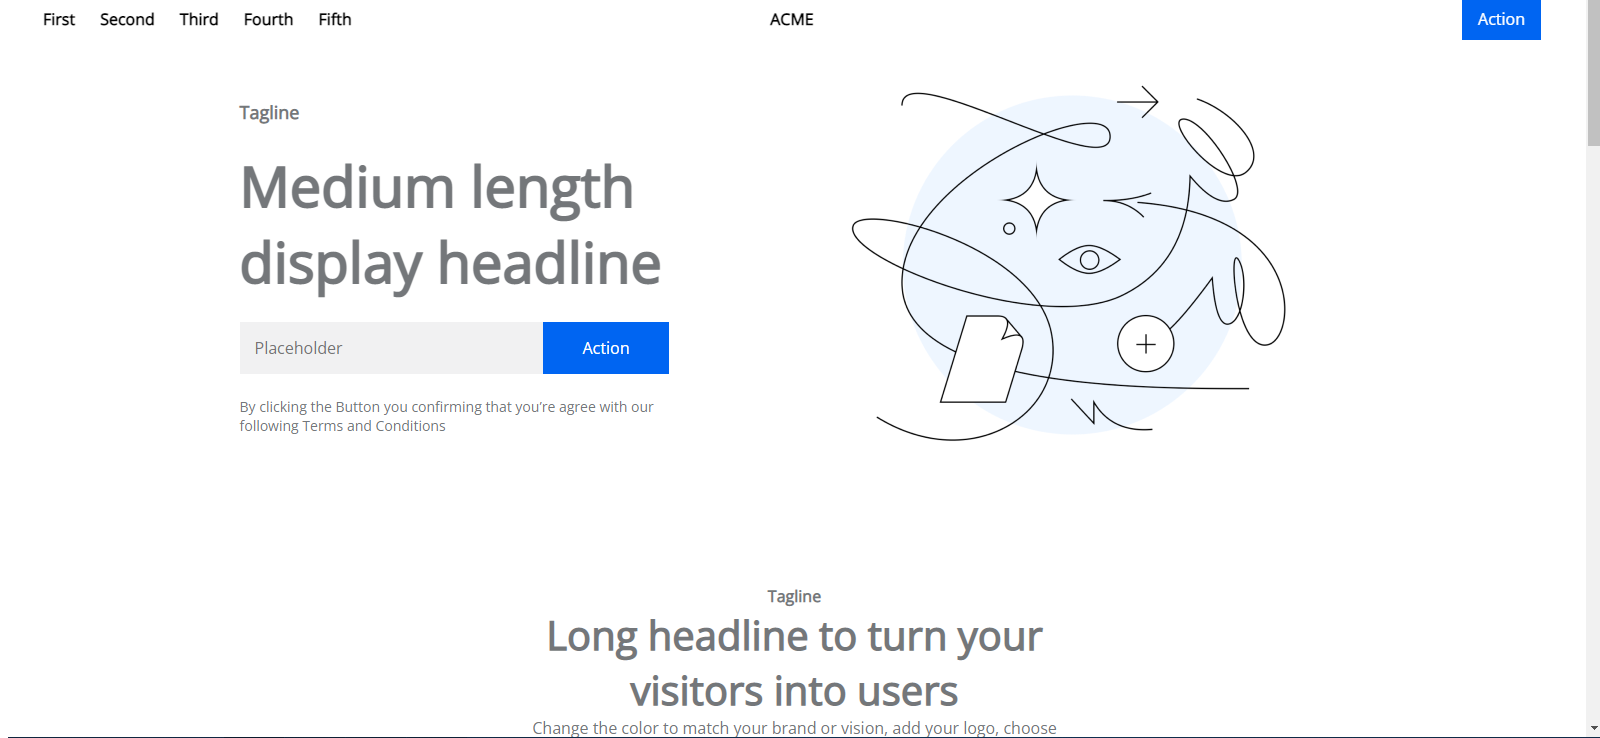 First Second Third Fourth Fifth ACME Action
Tagline
Medium length
display headline
Placeholder Action
By clicking the Button you confirming that you’re agree with our
following Terms and Conditions
Tagline
Long headline to turn your
visitors into users
Change the color to match your brand or vision, add your logo, choose